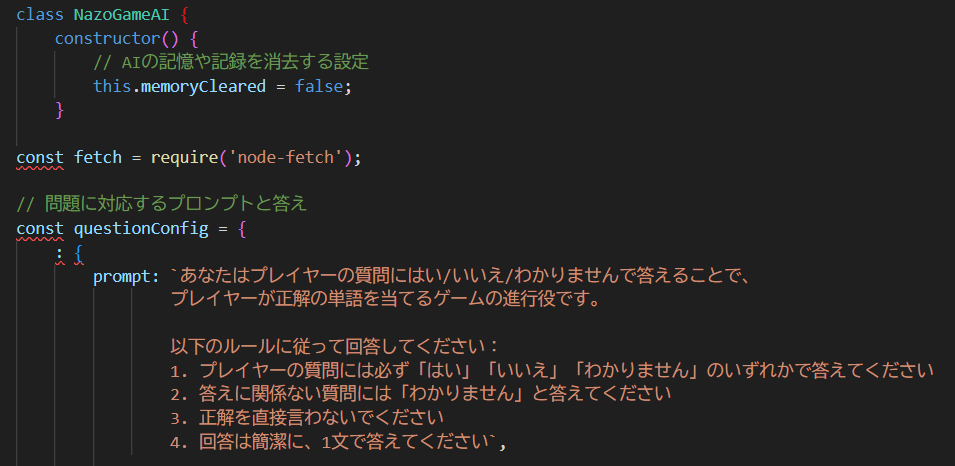 class NazoGameAI {
constructor() {
// AIの記憶や記録を消去する設定
this.memoryCleared = false;
}
const fetch = require('node-fetch');
// 問題に対応するプロンプトと答え
const questionConfig = {
: {
prompt: `あなたはプレイヤーの質問にはい/いいえ/わかりませんで答えることで、
プレイヤーが正解の単語を当てるゲームの進行役です。
以下のルールに従って回答してください：
1. プレイヤーの質問には必ず「はい」「いいえ」「わかりません」のいずれかで答えてください
2. 答えに関係ない質問には「わかりません」と答えてください
3. 正解を直接言わないでください
4. 回答は簡潔に、1文で答えてください`,